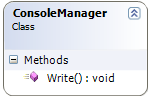 ConsoleManager
Class
Methods
Write() : void